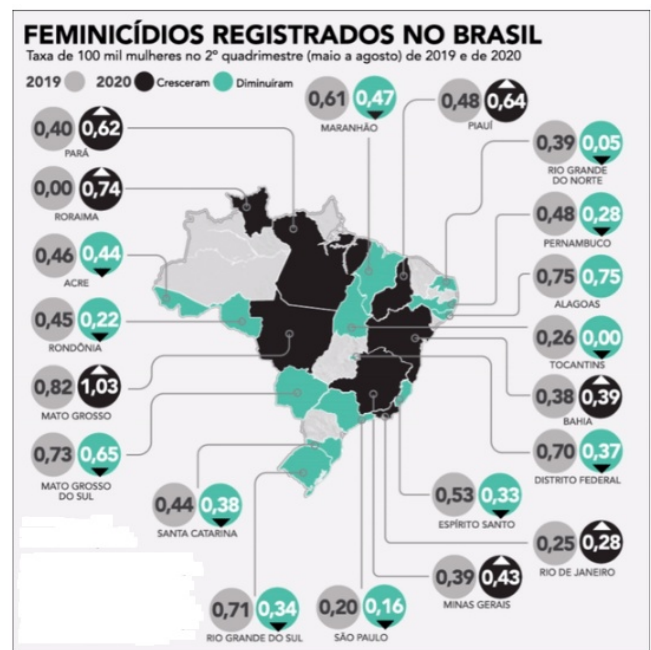 FEMINICÍDIOS REGISTRADOS NO BRASIL
Taxa de 100 mil mulheres no 2º quadrimestre (maio a agosto) de 2019 e de 2020
2019 2020 Cresceram Diminuíram
0,61 0,47
MARANHÃO
0,48 0,64
PIAUÍ
0,40 0,62
PARÁ
0,39 0,05
RIO GRANDE
DO NORTE
0,00 0,74
RORAIMA
0,48 0,28
PERNAMBUCO
0,46 0,44
ACRE
0,75 0,75
ALAGOAS
0,45 0,22
RONDÔNIA
0,26 0,00
TOCANTINS
0,82 1,03
MATO GROSSO
0,38 0,39
BAHIA
0,73 0,65
MATO GROSSO
DO SUL
0,70 0,37
DISTRITO FEDERAL
0,44 0,38
SANTA CATARINA
0,53 0,33
ESPÍRITO SANTO
0,25 0,28
RIO DE JANEIRO
0,39 0,43
MINAS GERAIS
0,71 0,34
RIO GRANDE DO SUL
0,20 0,16
SÃO PAULO